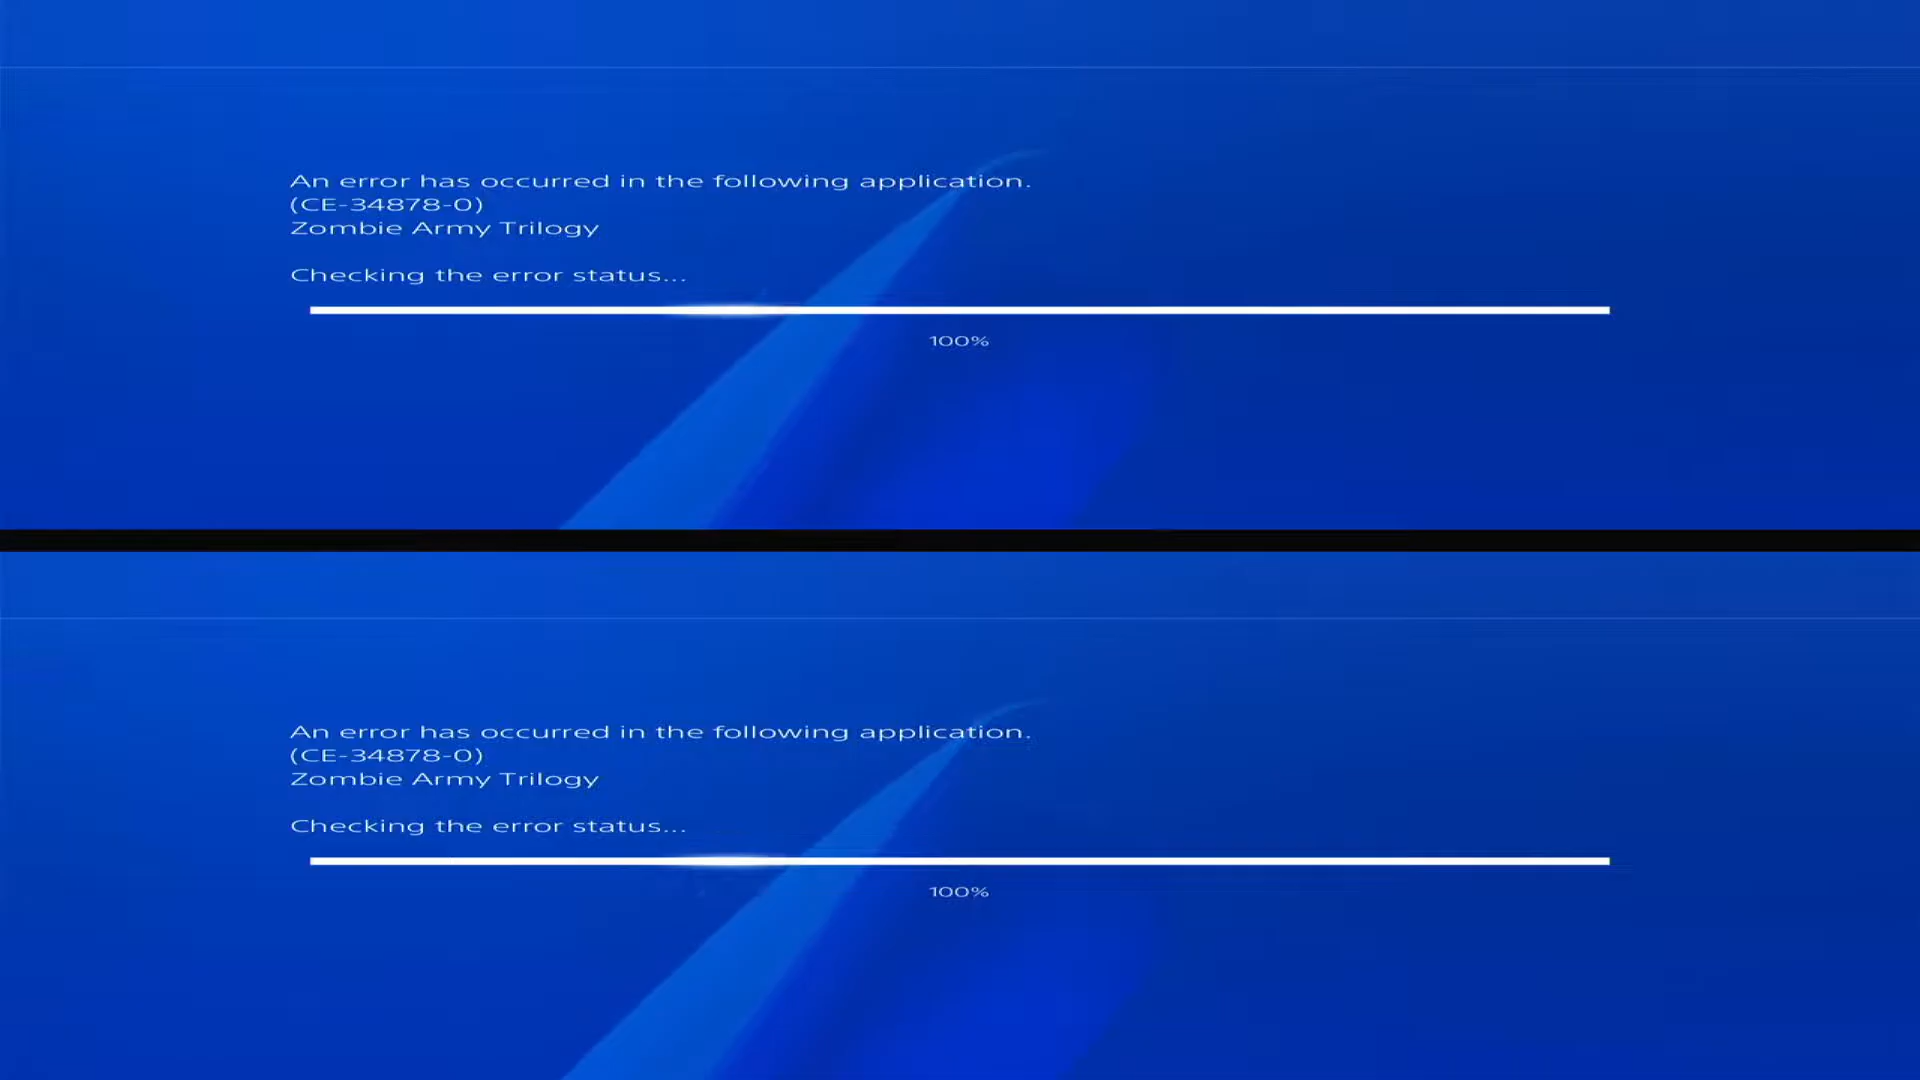 An error has occurred in the following application.
(CE-34878-0)
Zombie Army Trilogy
Checking the error status...
100%
An error has occurred in the following application.
(CE-34878-0)
Zombie Army Trilogy
Checking the error status...
100%